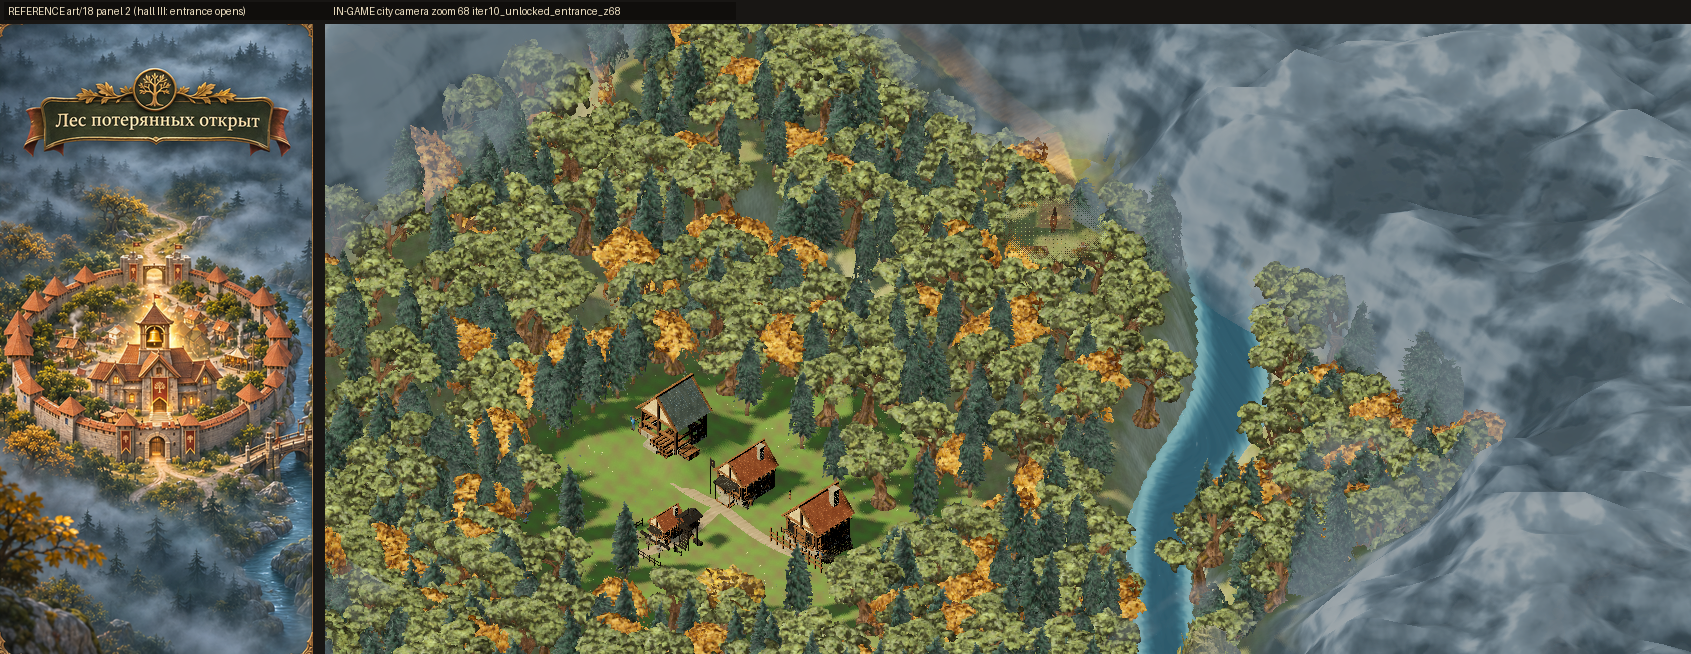 REFERENCE art/18 panel 2 (hall III: entrance opens)
IN-GAME city camera zoom 68 iter10_unlocked_entrance_z68
Лес потерянных открыт